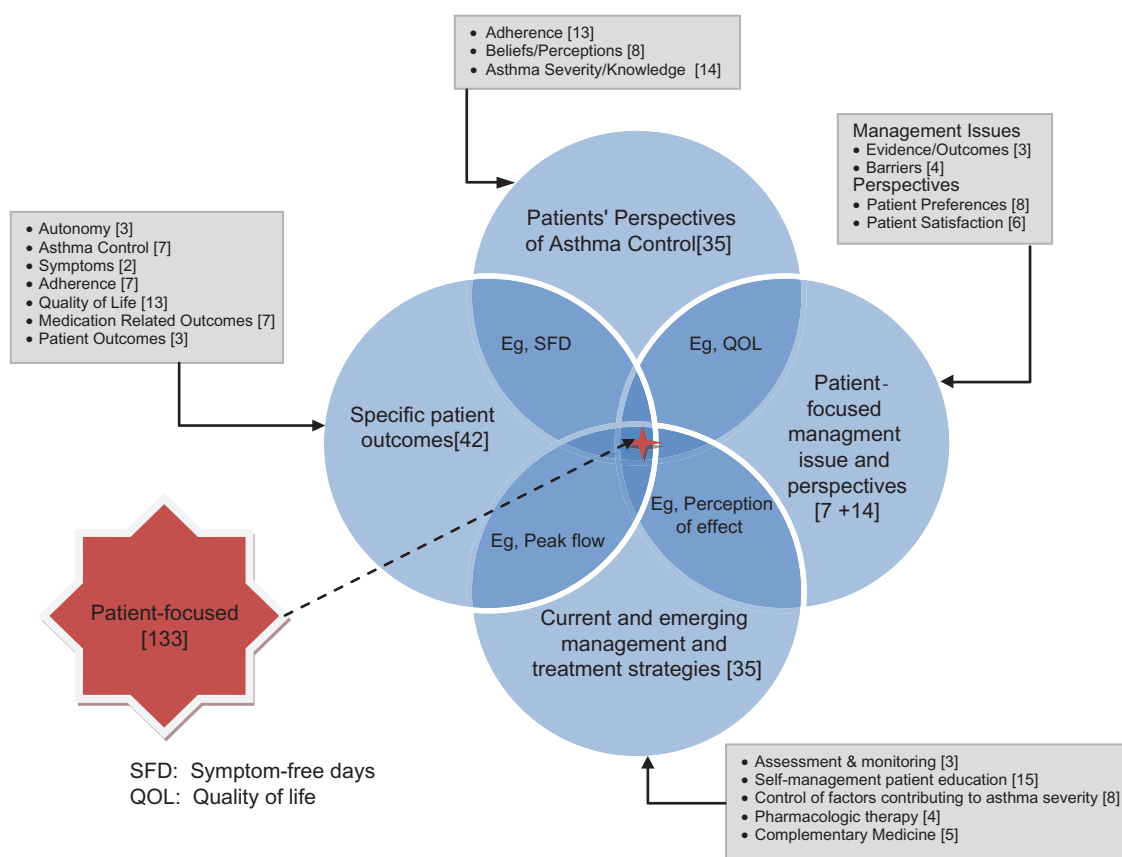 • Adherence [13]
• Beliefs/Perceptions [8]
• Asthma Severity/Knowledge [14]
Management Issues
• Evidence/Outcomes [3]
• Barriers [4]
Perspectives
• Patient Preferences [8]
• Patient Satisfaction [6]
• Autonomy [3]
• Asthma Control [7]
• Symptoms [2]
• Adherence [7]
• Quality of Life [13]
• Medication Related Outcomes [7]
• Patient Outcomes [3]
Patients' Perspectives
of Asthma Control[35]
Eg, SFD
Eg, QOL
Specific patient
outcomes[42]
Patient-
focused
managment
issue and
perspectives
[7 +14]
Eg, Perception
of effect
Eg, Peak flow
Patient-focused
[133]
Current and emerging
management and
treatment strategies [35]
SFD: Symptom-free days
QOL: Quality of life
• Assessment & monitoring [3]
• Self-management patient education [15]
• Control of factors contributing to asthma severity [8]
• Pharmacologic therapy [4]
• Complementary Medicine [5]